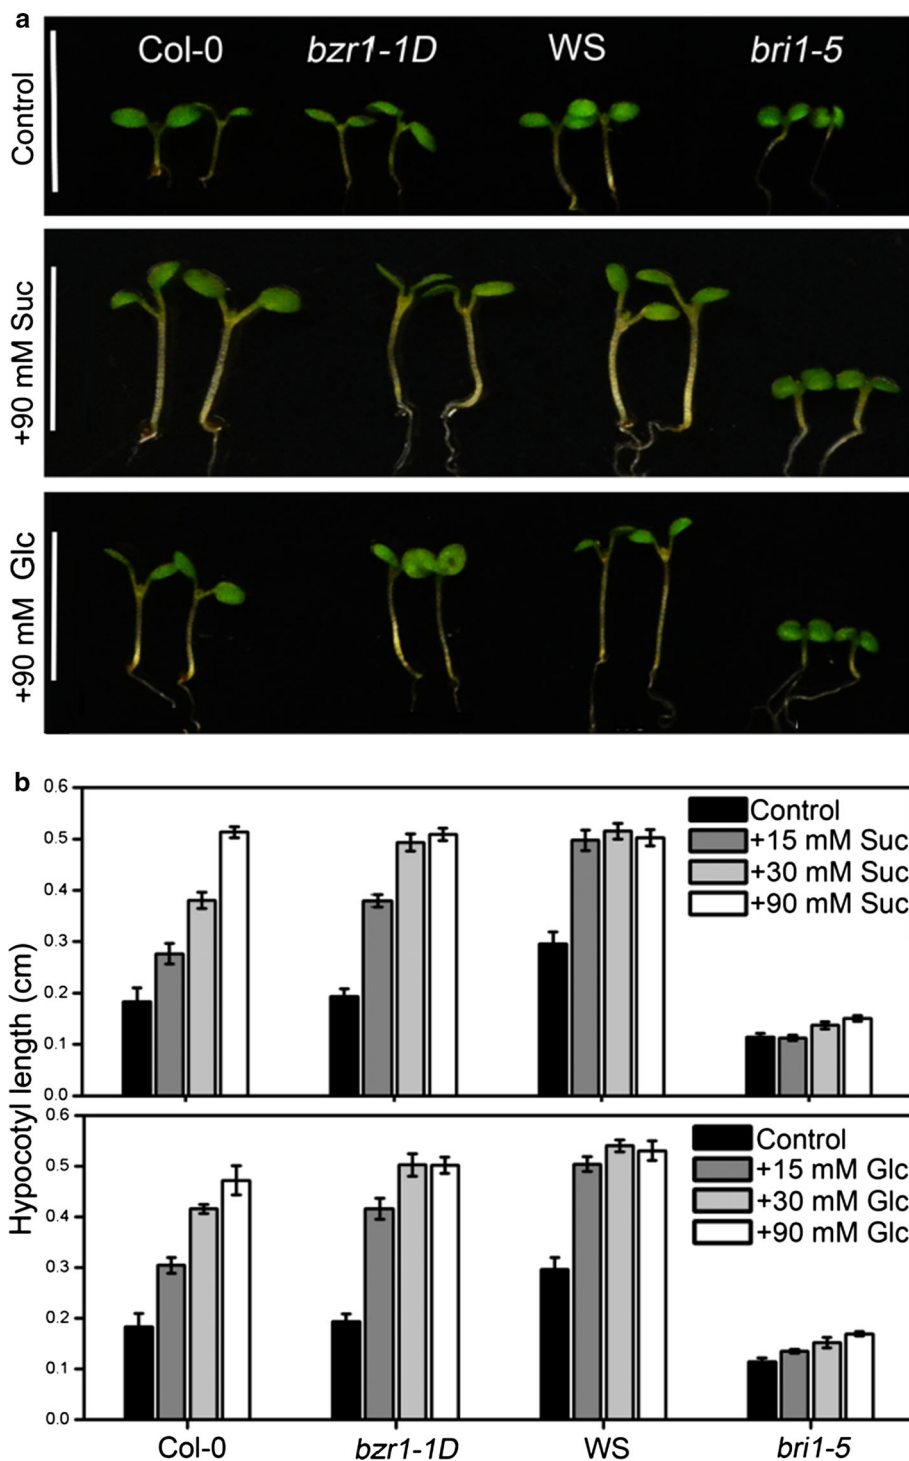 a
Col-0 bzr1-1D WS bri1-5
Control
+90 mM Suc
+90 mM Glc
b
Hypocotyl length (cm)
0.6
0.5
0.4
0.3
0.2
0.1
0.0
Control
+15 mM Suc
+30 mM Suc
+90 mM Suc
0.6
0.5
0.4
0.3
0.2
0.1
0.0
Control
+15 mM Glc
+30 mM Glc
+90 mM Glc
Col-0 bzr1-1D WS bri1-5